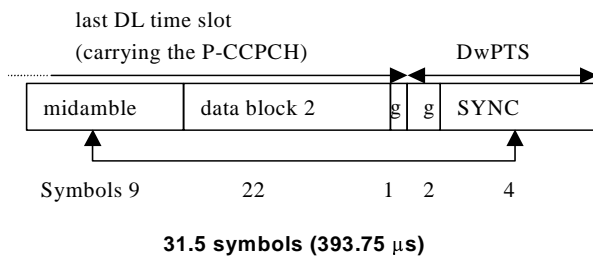 last DL time slot
(carrying the P-CCPCH) DwPTS
midamble data block 2 g g SYNC
Symbols 9 22 1 2 4
31.5 symbols (393.75 μs)